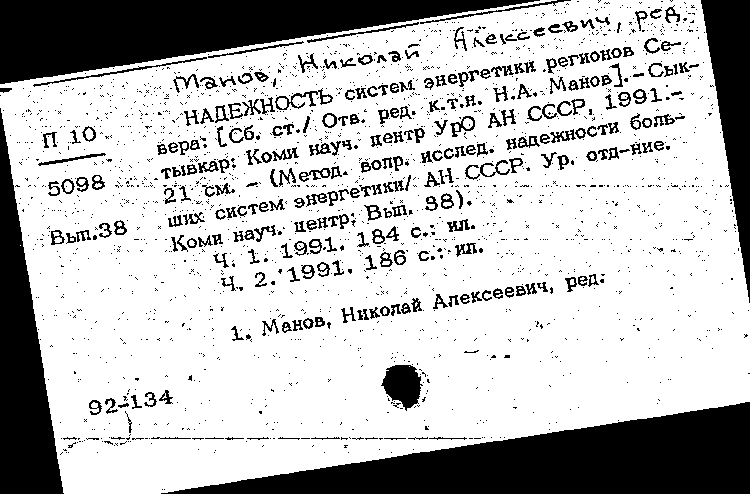 Манов, Николай Алексеевич, ред.
П 10
5098
Вып.38
НАДЕЖНОСТЬ систем энергетики регионов Се-
вера: [Сб. ст./ Отв. ред. к.т.н. Н.А. Манов].-Сык-
тывкар: Коми науч. центр УрО АН СССР, 1991.-
21 см. - (Метод. вопр. исслед. надежности боль-
ших систем энергетики/ АН СССР. Ур. отд-ние.
Коми науч. центр; Вып. 38).
Ч. 1. 1991. 184 с.: ил.
Ч. 2. 1991. 186 с.: ил.
1. Манов, Николай Алексеевич, ред.
92-134